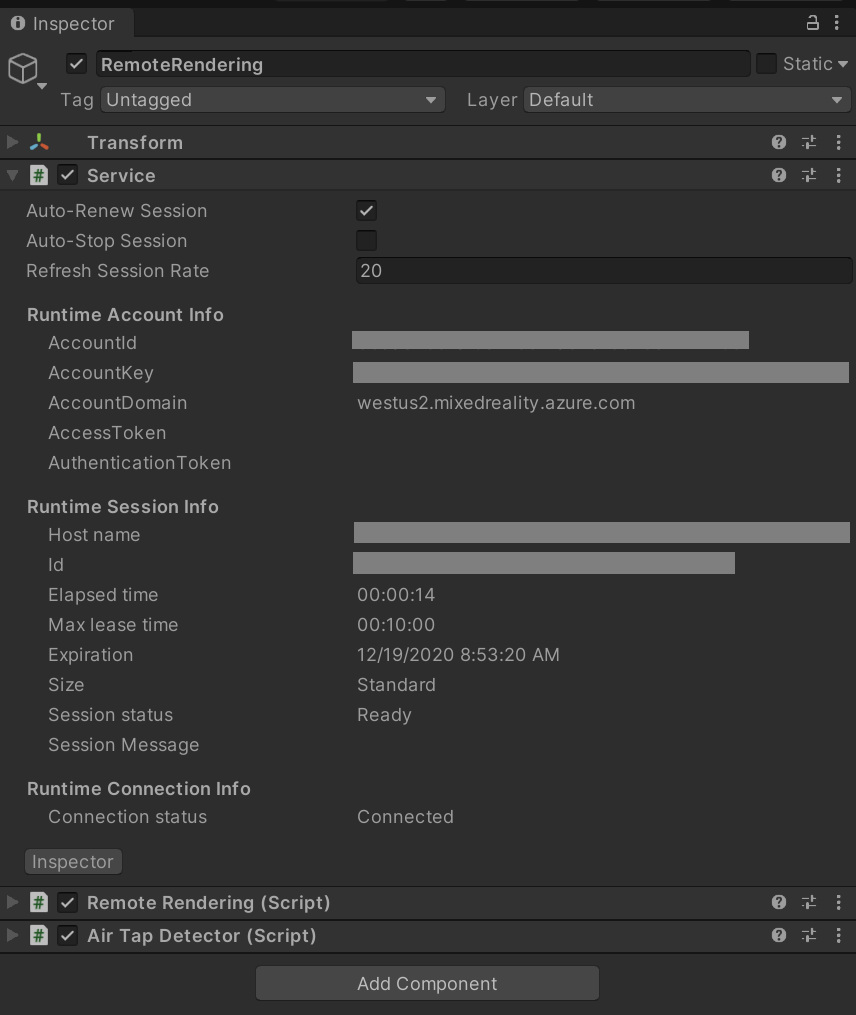 Inspector
RemoteRendering
Static
Tag Untagged Layer Default
Transform
Service
Auto-Renew Session
Auto-Stop Session
Refresh Session Rate 20
Runtime Account Info
AccountId
AccountKey
AccountDomain westus2.mixedreality.azure.com
AccessToken
AuthenticationToken
Runtime Session Info
Host name
Id
Elapsed time 00:00:14
Max lease time 00:10:00
Expiration 12/19/2020 8:53:20 AM
Size Standard
Session status Ready
Session Message
Runtime Connection Info
Connection status Connected
Inspector
Remote Rendering (Script)
Air Tap Detector (Script)
Add Component